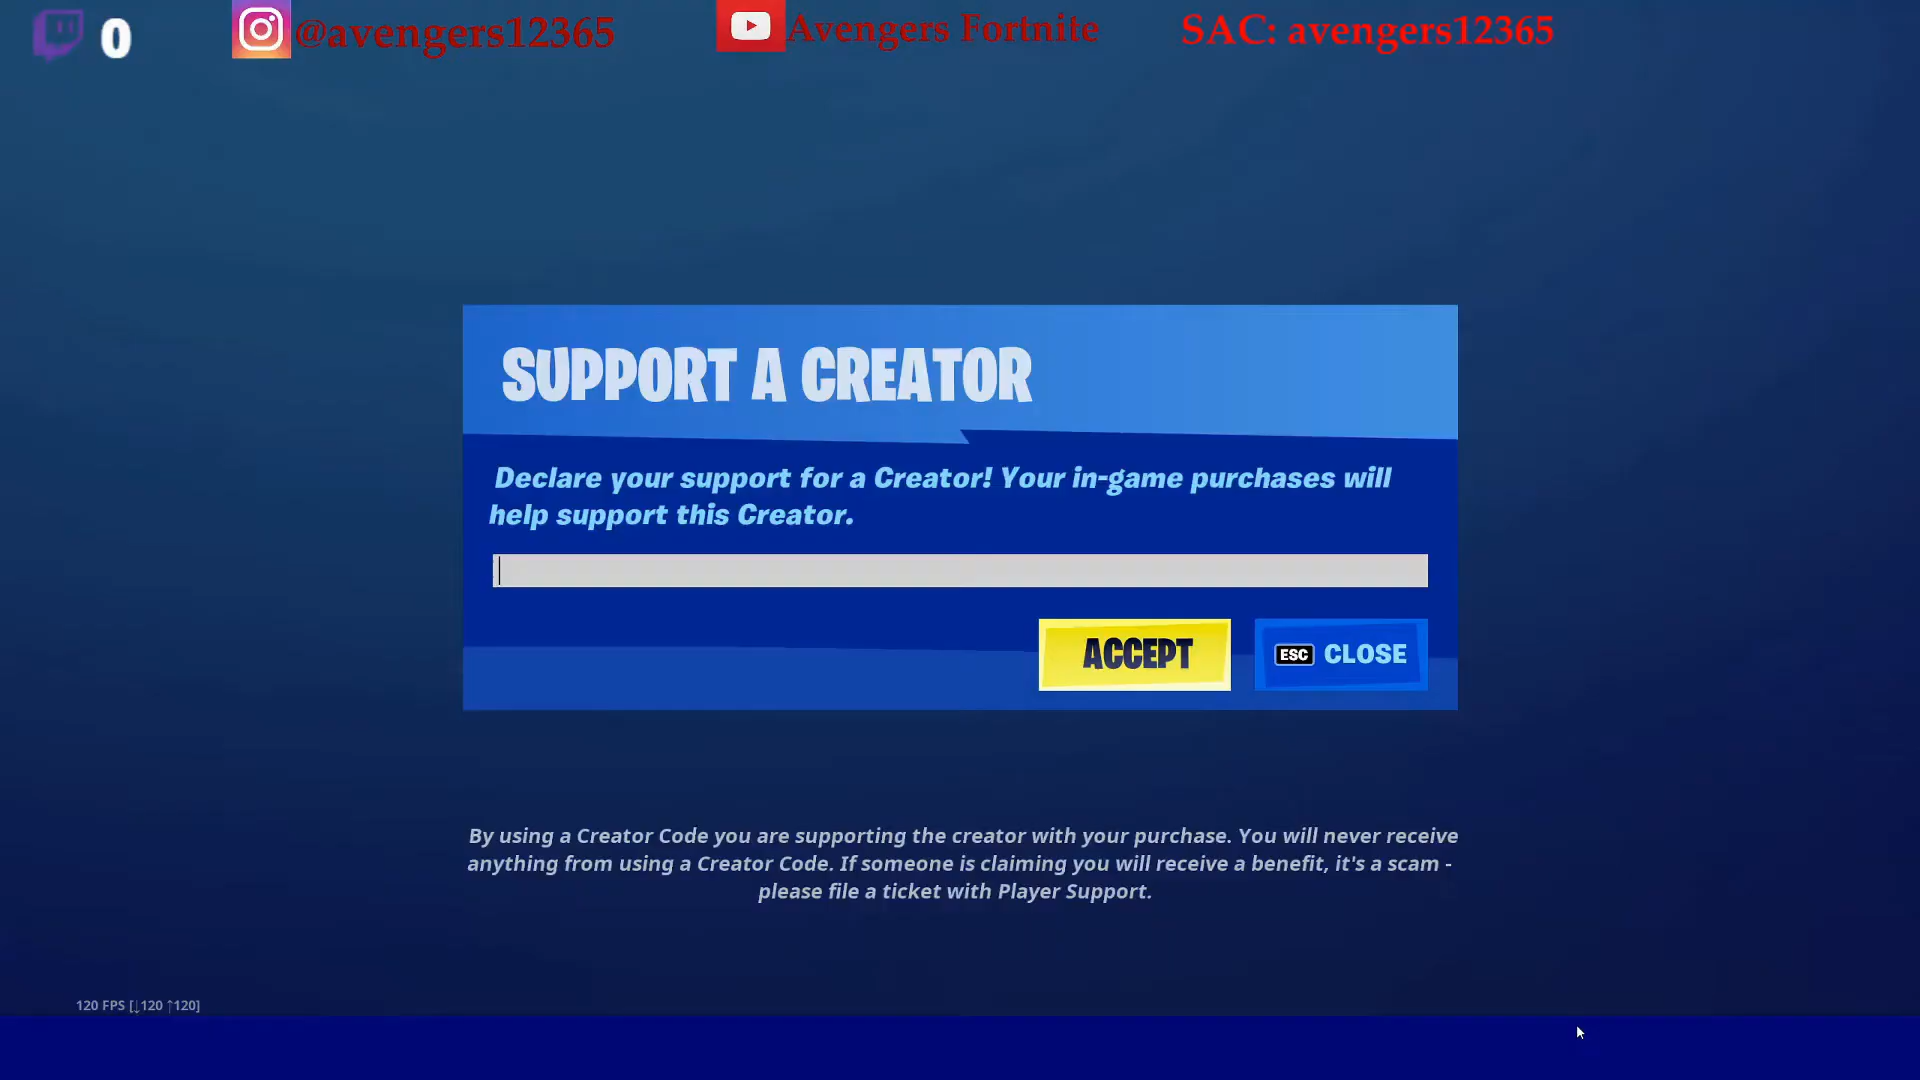 0 @avengers12365 Avengers Fortnite SAC: avengers12365
SUPPORT A CREATOR
Declare your support for a Creator! Your in-game purchases will
help support this Creator.
ACCEPT ESC CLOSE
By using a Creator Code you are supporting the creator with your purchase. You will never receive
anything from using a Creator Code. If someone is claiming you will receive a benefit, it's a scam -
please file a ticket with Player Support.
120 FPS [↓120 ↑120]